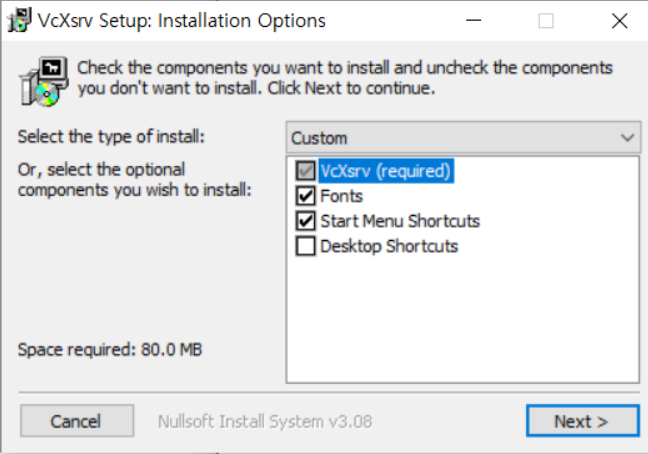 VcXsrv Setup: Installation Options
Check the components you want to install and uncheck the components
you don't want to install. Click Next to continue.
Select the type of install:
Custom
Or, select the optional
components you wish to install:
VcXsrv (required)
Fonts
Start Menu Shortcuts
Desktop Shortcuts
Space required: 80.0 MB
Cancel
Nullsoft Install System v3.08
Next >